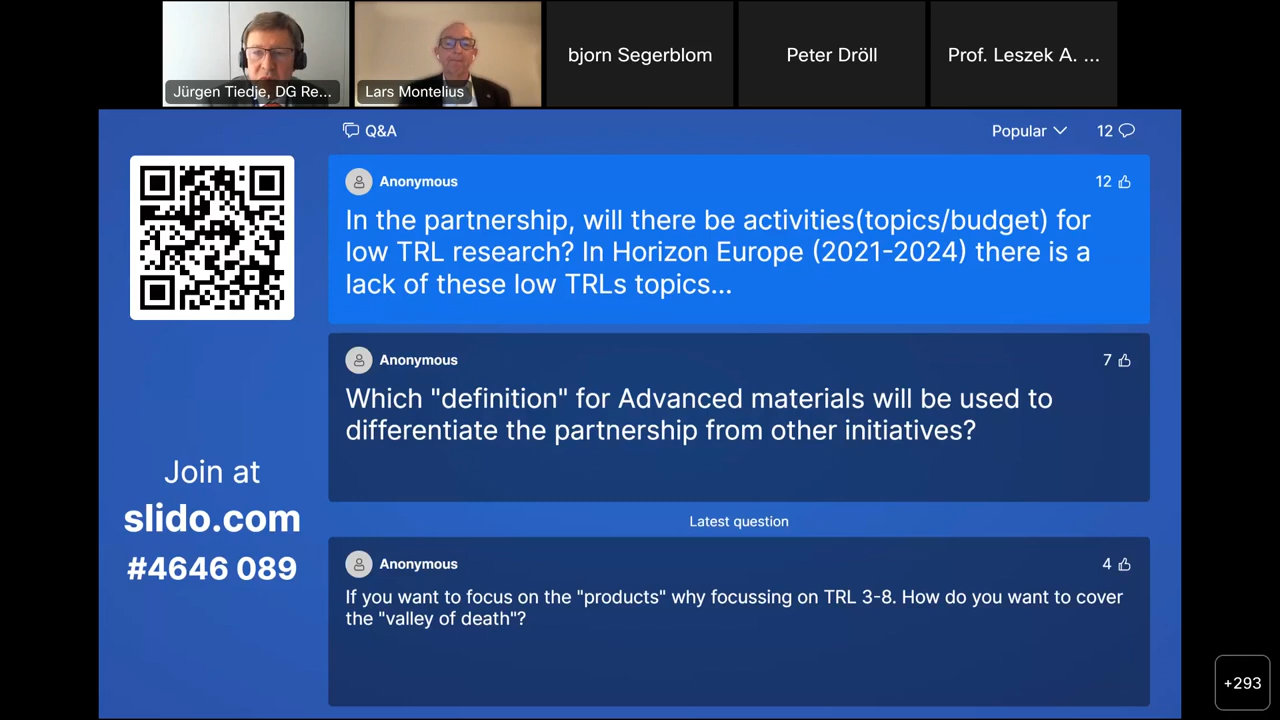 Jürgen Tiedje, DG Re...
Lars Montelius
bjorn Segerblom
Peter Dröll
Prof. Leszek A. ...
Q&A
Popular
12
Anonymous
12
In the partnership, will there be activities(topics/budget) for
low TRL research? In Horizon Europe (2021-2024) there is a
lack of these low TRLs topics...
Anonymous
7
Which "definition" for Advanced materials will be used to
differentiate the partnership from other initiatives?
Join at
slido.com
#4646 089
Latest question
Anonymous
4
If you want to focus on the "products" why focussing on TRL 3-8. How do you want to cover
the "valley of death"?
+293